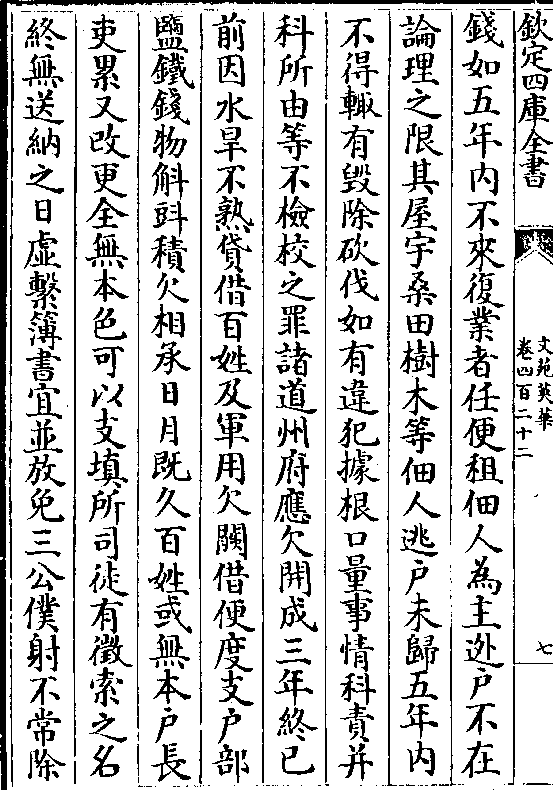 欽定四庫全書
文苑英華
卷四百二十二
七
錢如五年内不來復業者任便租佃人為主逃户不在
論理之限其屋宇桑田樹木等佃人逃户未歸五年内
不得輙有毀除砍伐如有違犯據根口量事情科責并
科所由等不檢校之罪諸道州府應欠開成三年終已
前因水旱不熟貸借百姓及軍用欠闕借便度支户部
鹽鐵錢物斛㪷積欠相承日月既久百姓或無本户長
吏累又改更全無本色可以支填所司徒有徵索之名
終無送納之日虛繫簿書宜並放免三公僕射不常除